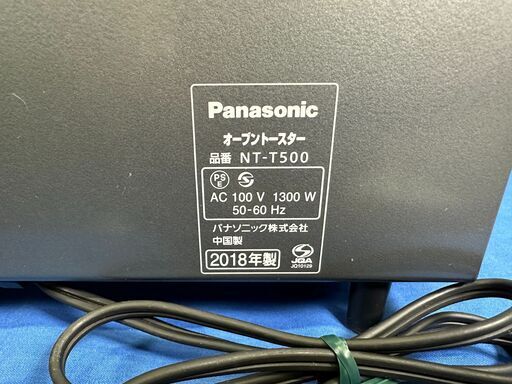 Panasonic
オーブントースター
品番 NT-T500
PS
E
AC 100 V 1300 W
50-60 Hz
パナソニック株式会社
中国製
2018年製
JQA
JQ10129